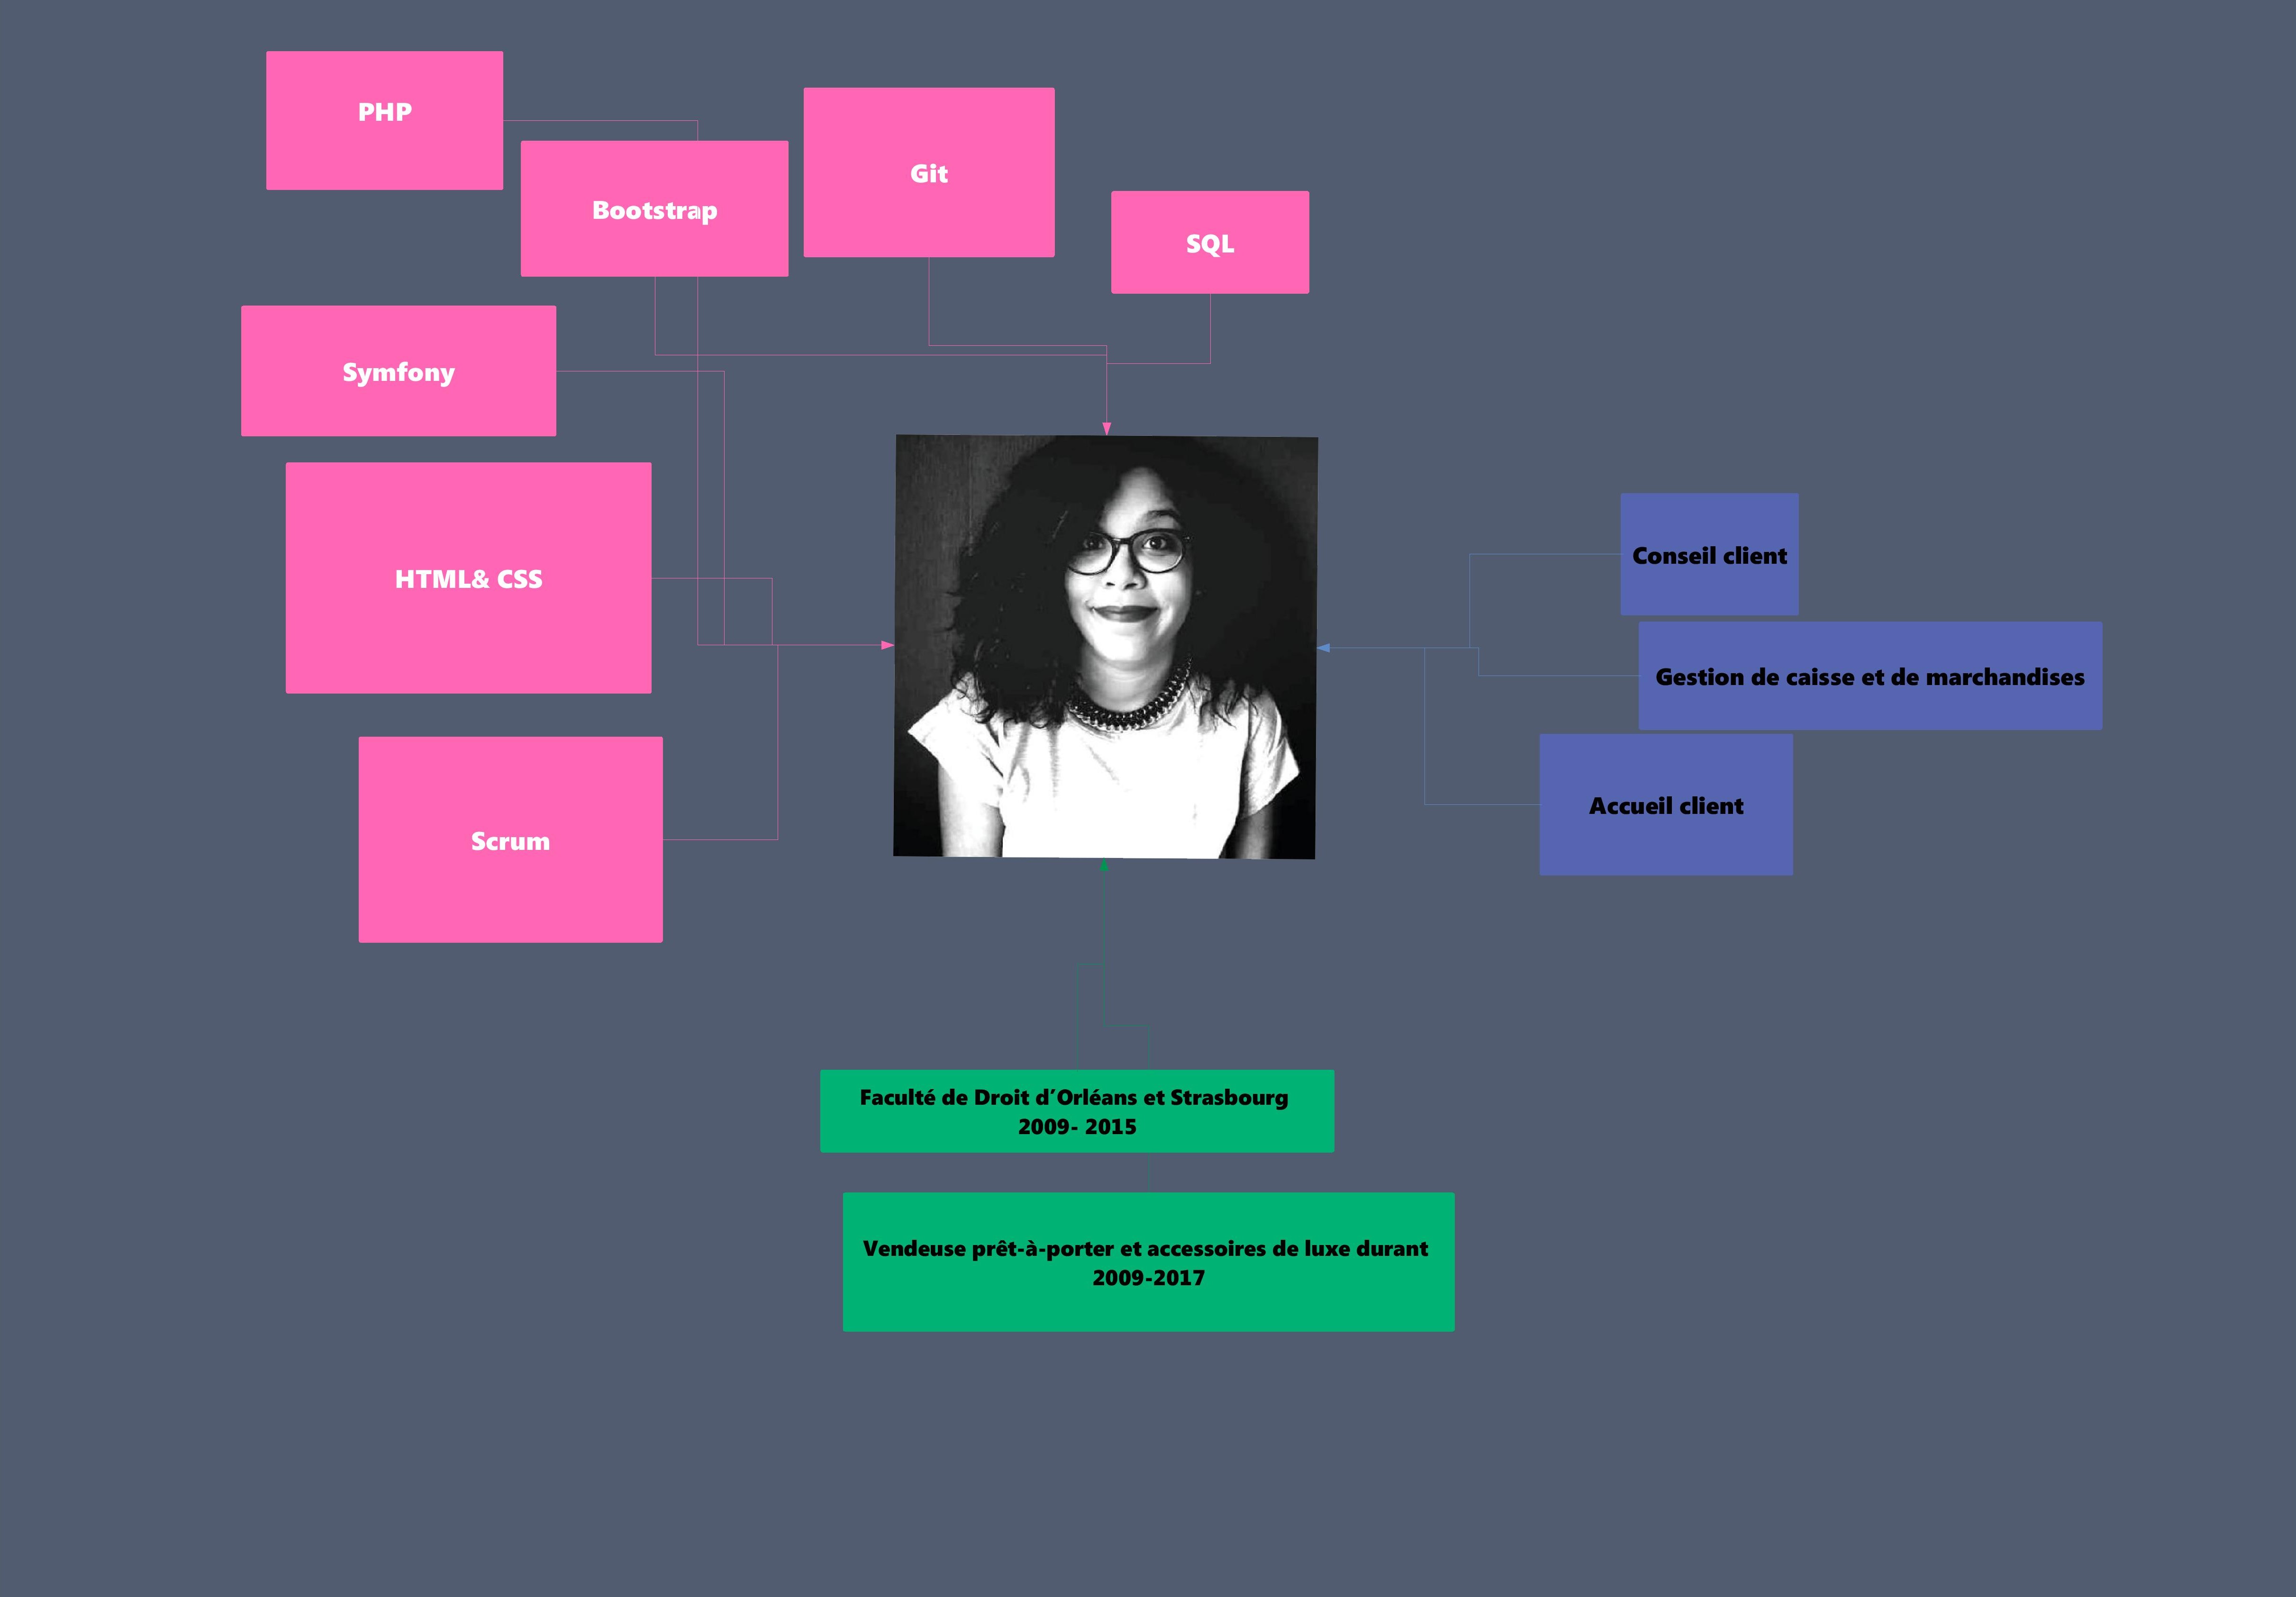 PHP
Bootstrap
Git
SQL
Symfony
HTML& CSS
Scrum
Conseil client
Gestion de caisse et de marchandises
Accueil client
Faculté de Droit d’Orléans et Strasbourg
2009- 2015
Vendeuse prêt-à-porter et accessoires de luxe durant
2009-2017